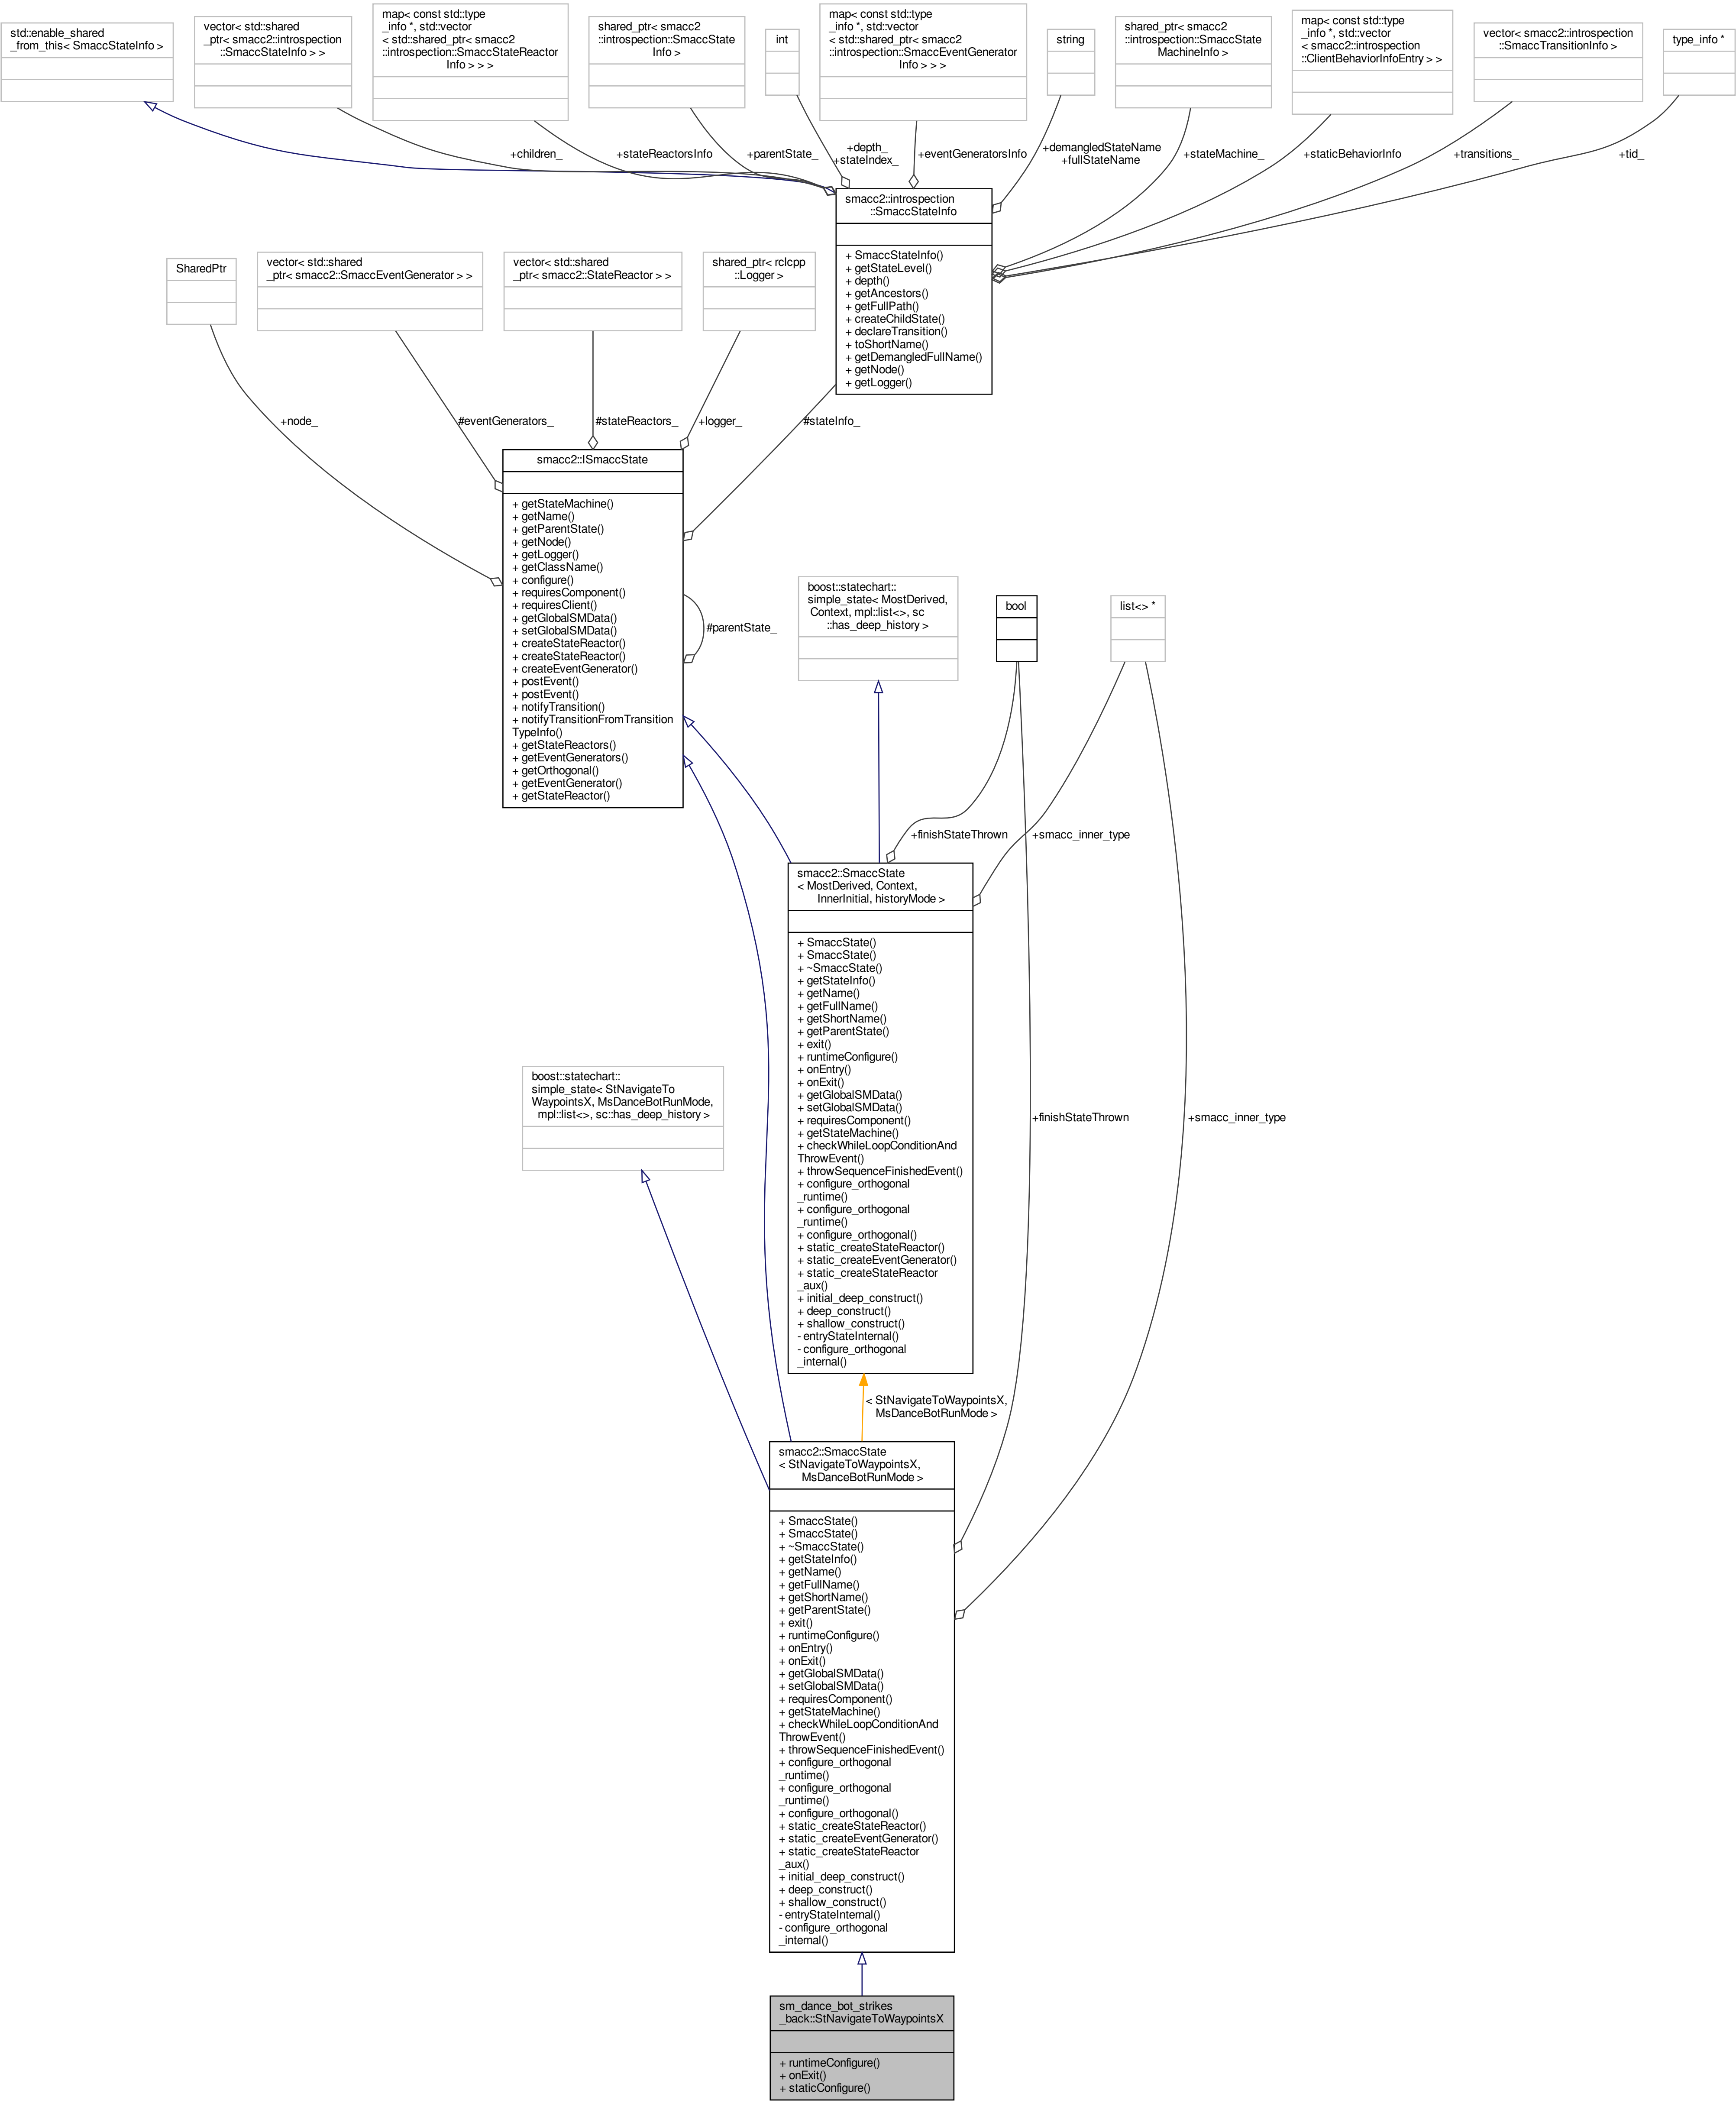 std::enable_shared
_from_this< SmaccStateInfo >
vector< std::shared
_ptr< smacc2::introspection
::SmaccStateInfo > >
map< const std::type
_info *, std::vector
< std::shared_ptr< smacc2
::introspection::SmaccStateReactor
Info > > >
shared_ptr< smacc2
::introspection::SmaccState
Info >
int
map< const std::type
_info *, std::vector
< std::shared_ptr< smacc2
::introspection::SmaccEventGenerator
Info > > >
string
shared_ptr< smacc2
::introspection::SmaccState
MachineInfo >
map< const std::type
_info *, std::vector
< smacc2::introspection
::ClientBehaviorInfoEntry > >
vector< smacc2::introspection
::SmaccTransitionInfo >
type_info *
+children_
+stateReactorsInfo
+parentState_
+depth_
+stateIndex_
+eventGeneratorsInfo
+demangledStateName
+fullStateName
+stateMachine_
+staticBehaviorInfo
+transitions_
+tid_
smacc2::introspection
::SmaccStateInfo
+ SmaccStateInfo()
+ getStateLevel()
+ depth()
+ getAncestors()
+ getFullPath()
+ createChildState()
+ declareTransition()
+ toShortName()
+ getDemangledFullName()
+ getNode()
+ getLogger()
SharedPtr
vector< std::shared
_ptr< smacc2::SmaccEventGenerator > >
vector< std::shared
_ptr< smacc2::StateReactor > >
shared_ptr< rclcpp
::Logger >
+node_
#eventGenerators_
#stateReactors_
+logger_
#stateInfo_
smacc2::ISmaccState
+ getStateMachine()
+ getName()
+ getParentState()
+ getNode()
+ getLogger()
+ getClassName()
+ configure()
+ requiresComponent()
+ requiresClient()
+ getGlobalSMData()
+ setGlobalSMData()
+ createStateReactor()
+ createStateReactor()
+ createEventGenerator()
+ postEvent()
+ postEvent()
+ notifyTransition()
+ notifyTransitionFromTransition
TypeInfo()
+ getStateReactors()
+ getEventGenerators()
+ getOrthogonal()
+ getEventGenerator()
+ getStateReactor()
#parentState_
boost::statechart::
simple_state< MostDerived,
Context, mpl::list<>, sc
::has_deep_history >
bool
list<> *
+finishStateThrown
+smacc_inner_type
smacc2::SmaccState
< MostDerived, Context,
InnerInitial, historyMode >
+ SmaccState()
+ SmaccState()
+ ~SmaccState()
+ getStateInfo()
+ getName()
+ getFullName()
+ getShortName()
+ getParentState()
+ exit()
+ runtimeConfigure()
+ onEntry()
+ onExit()
+ getGlobalSMData()
+ setGlobalSMData()
+ requiresComponent()
+ getStateMachine()
+ checkWhileLoopConditionAnd
ThrowEvent()
+ throwSequenceFinishedEvent()
+ configure_orthogonal
_runtime()
+ configure_orthogonal
_runtime()
+ configure_orthogonal()
+ static_createStateReactor()
+ static_createEventGenerator()
+ static_createStateReactor
_aux()
+ initial_deep_construct()
+ deep_construct()
+ shallow_construct()
- entryStateInternal()
- configure_orthogonal
_internal()
boost::statechart::
simple_state< StNavigateTo
WaypointsX, MsDanceBotRunMode,
mpl::list<>, sc::has_deep_history >
+finishStateThrown
+smacc_inner_type
< StNavigateToWaypointsX,
MsDanceBotRunMode >
smacc2::SmaccState
< StNavigateToWaypointsX,
MsDanceBotRunMode >
+ SmaccState()
+ SmaccState()
+ ~SmaccState()
+ getStateInfo()
+ getName()
+ getFullName()
+ getShortName()
+ getParentState()
+ exit()
+ runtimeConfigure()
+ onEntry()
+ onExit()
+ getGlobalSMData()
+ setGlobalSMData()
+ requiresComponent()
+ getStateMachine()
+ checkWhileLoopConditionAnd
ThrowEvent()
+ throwSequenceFinishedEvent()
+ configure_orthogonal
_runtime()
+ configure_orthogonal
_runtime()
+ configure_orthogonal()
+ static_createStateReactor()
+ static_createEventGenerator()
+ static_createStateReactor
_aux()
+ initial_deep_construct()
+ deep_construct()
+ shallow_construct()
- entryStateInternal()
- configure_orthogonal
_internal()
sm_dance_bot_strikes
_back::StNavigateToWaypointsX
+ runtimeConfigure()
+ onExit()
+ staticConfigure()